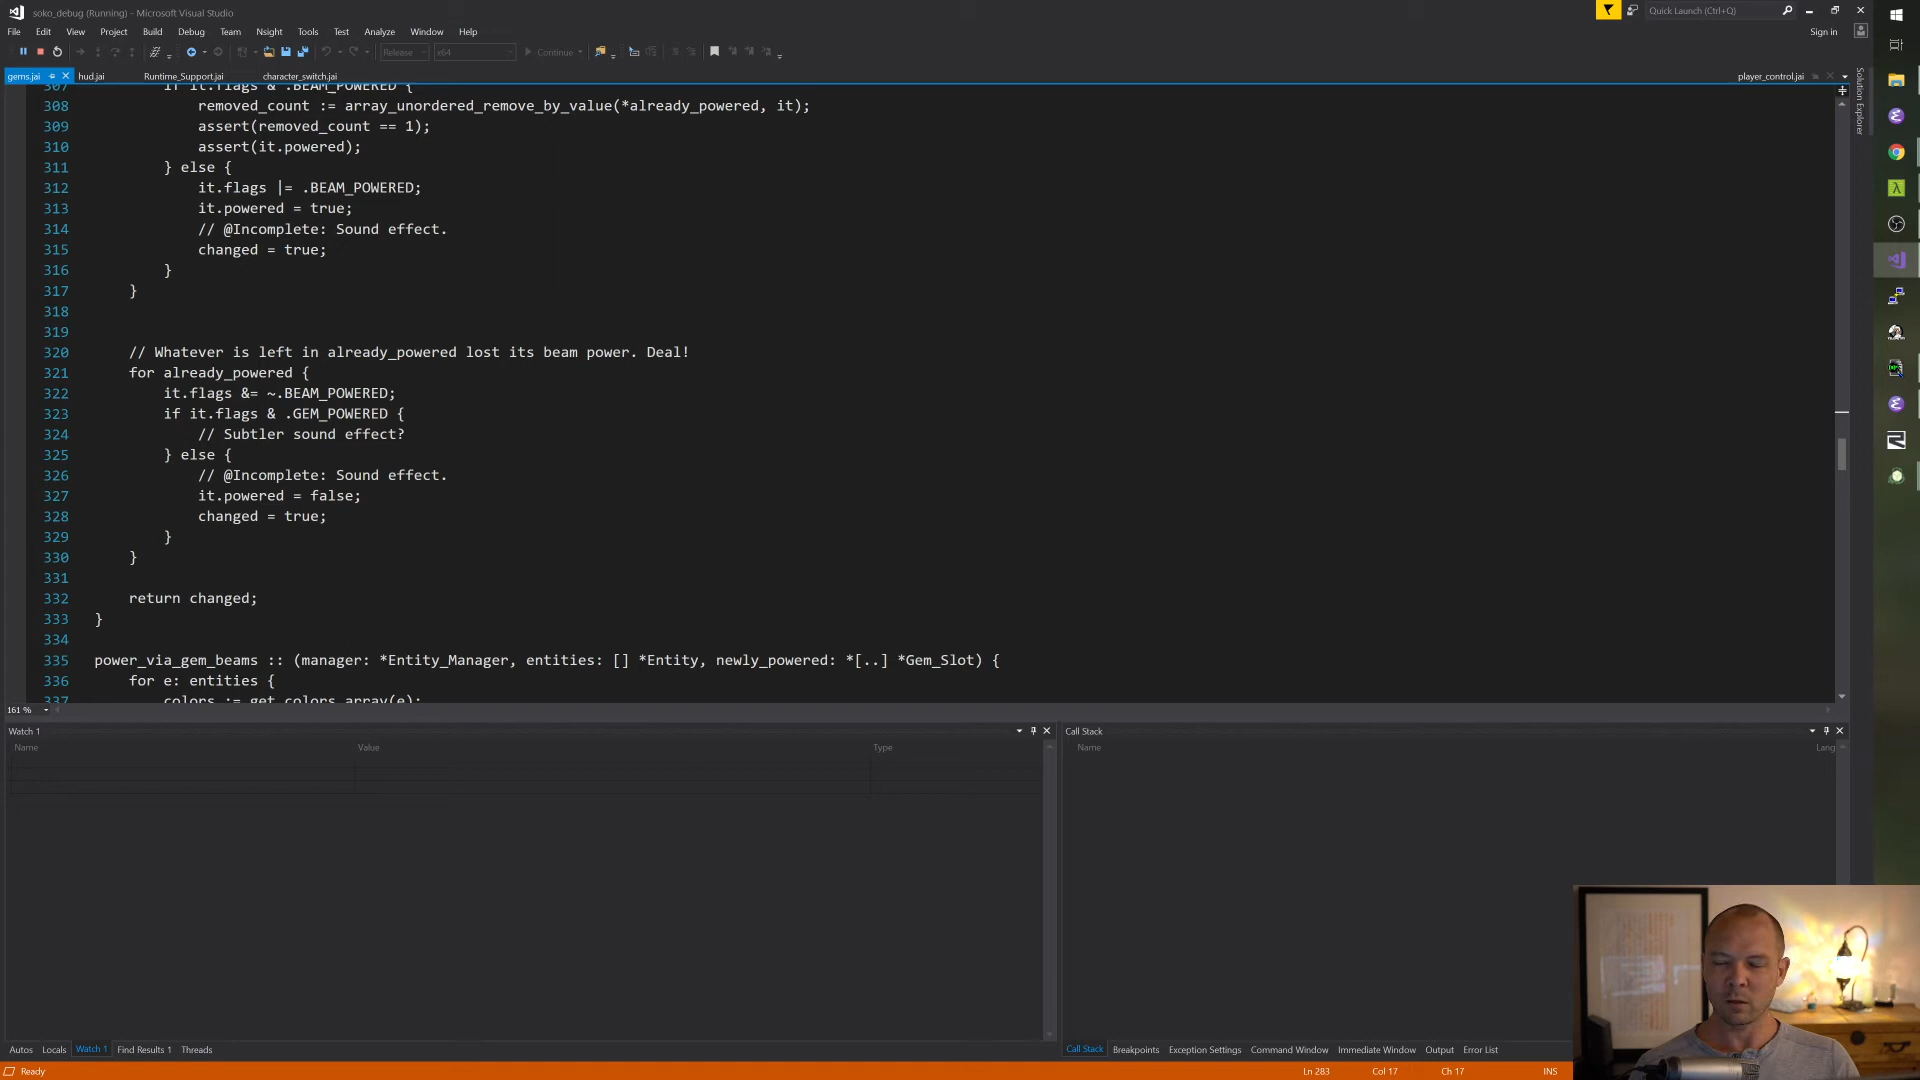 soko_debug (Running) - Microsoft Visual Studio
Quick Launch (Ctrl+Q)
File Edit View Project Build Debug Team Nsight Tools Test Analyze Window Help
Sign in
Release x64 Continue
gems.jai hud.jai Runtime_Support.jai character_switch.jai player_control.jai
Solution Explorer
307 if it.flags & .BEAM_POWERED {
308 removed_count := array_unordered_remove_by_value(*already_powered, it);
309 assert(removed_count == 1);
310 assert(it.powered);
311 } else {
312 it.flags |= .BEAM_POWERED;
313 it.powered = true;
314 // @Incomplete: Sound effect.
315 changed = true;
316 }
317 }
318
319
320 // Whatever is left in already_powered lost its beam power. Deal!
321 for already_powered {
322 it.flags &= ~.BEAM_POWERED;
323 if it.flags & .GEM_POWERED {
324 // Subtler sound effect?
325 } else {
326 // @Incomplete: Sound effect.
327 it.powered = false;
328 changed = true;
329 }
330 }
331
332 return changed;
333 }
334
335 power_via_gem_beams :: (manager: *Entity_Manager, entities: [] *Entity, newly_powered: *[..] *Gem_Slot) {
336 for e: entities {
337 colors := get_colors_array(e);
161 %
Watch 1
Name Value Type
Call Stack
Name Lang
Autos Locals Watch 1 Find Results 1 Threads
Call Stack Breakpoints Exception Settings Command Window Immediate Window Output Error List
Ready Ln 283 Col 17 Ch 17 INS